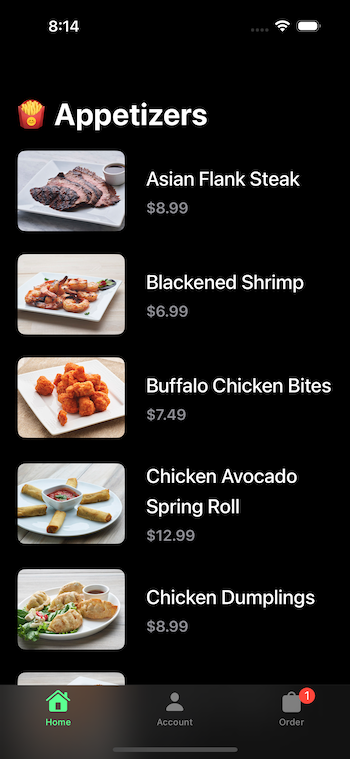 8:14
Appetizers
Asian Flank Steak
$8.99
Blackened Shrimp
$6.99
Buffalo Chicken Bites
$7.49
Chicken Avocado
Spring Roll
$12.99
Chicken Dumplings
$8.99
1
Home
Account
Order